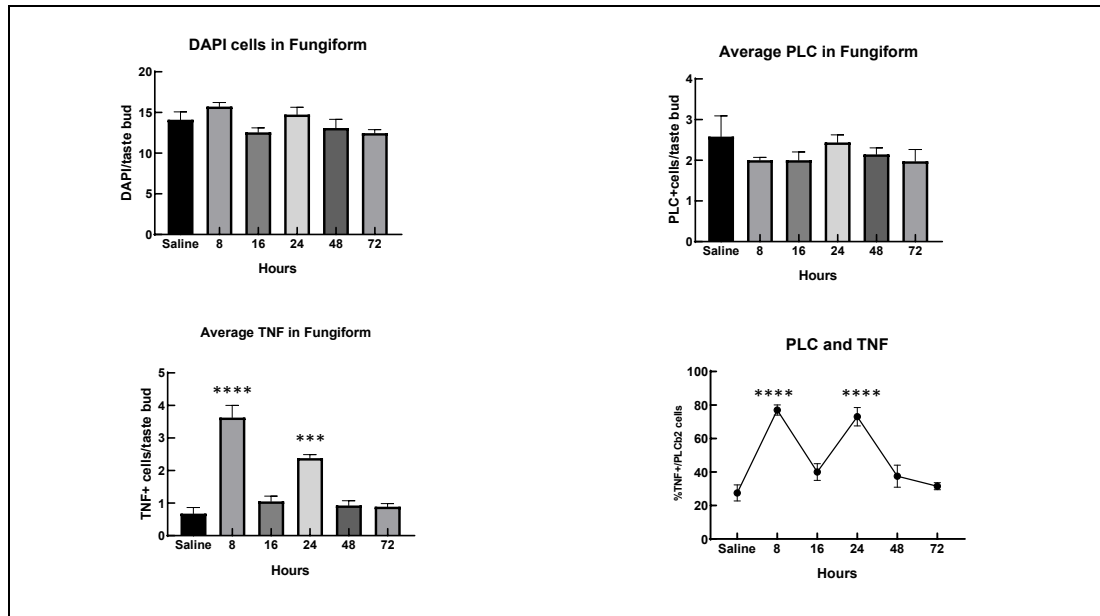 DAPI cells in Fungiform
20
15
10
5
0
DAPI/taste bud
Saline 8 16 24 48 72
Hours
Average PLC in Fungiform
4
3
2
1
0
PLC+cells/taste bud
Saline 8 16 24 48 72
Hours
Average TNF in Fungiform
5
4
3
2
1
0
TNF+ cells/taste bud
****
***
Saline 8 16 24 48 72
Hours
PLC and TNF
100
80
60
40
20
0
%TNF+/PLCb2 cells
**** ****
Saline 8 16 24 48 72
Hours